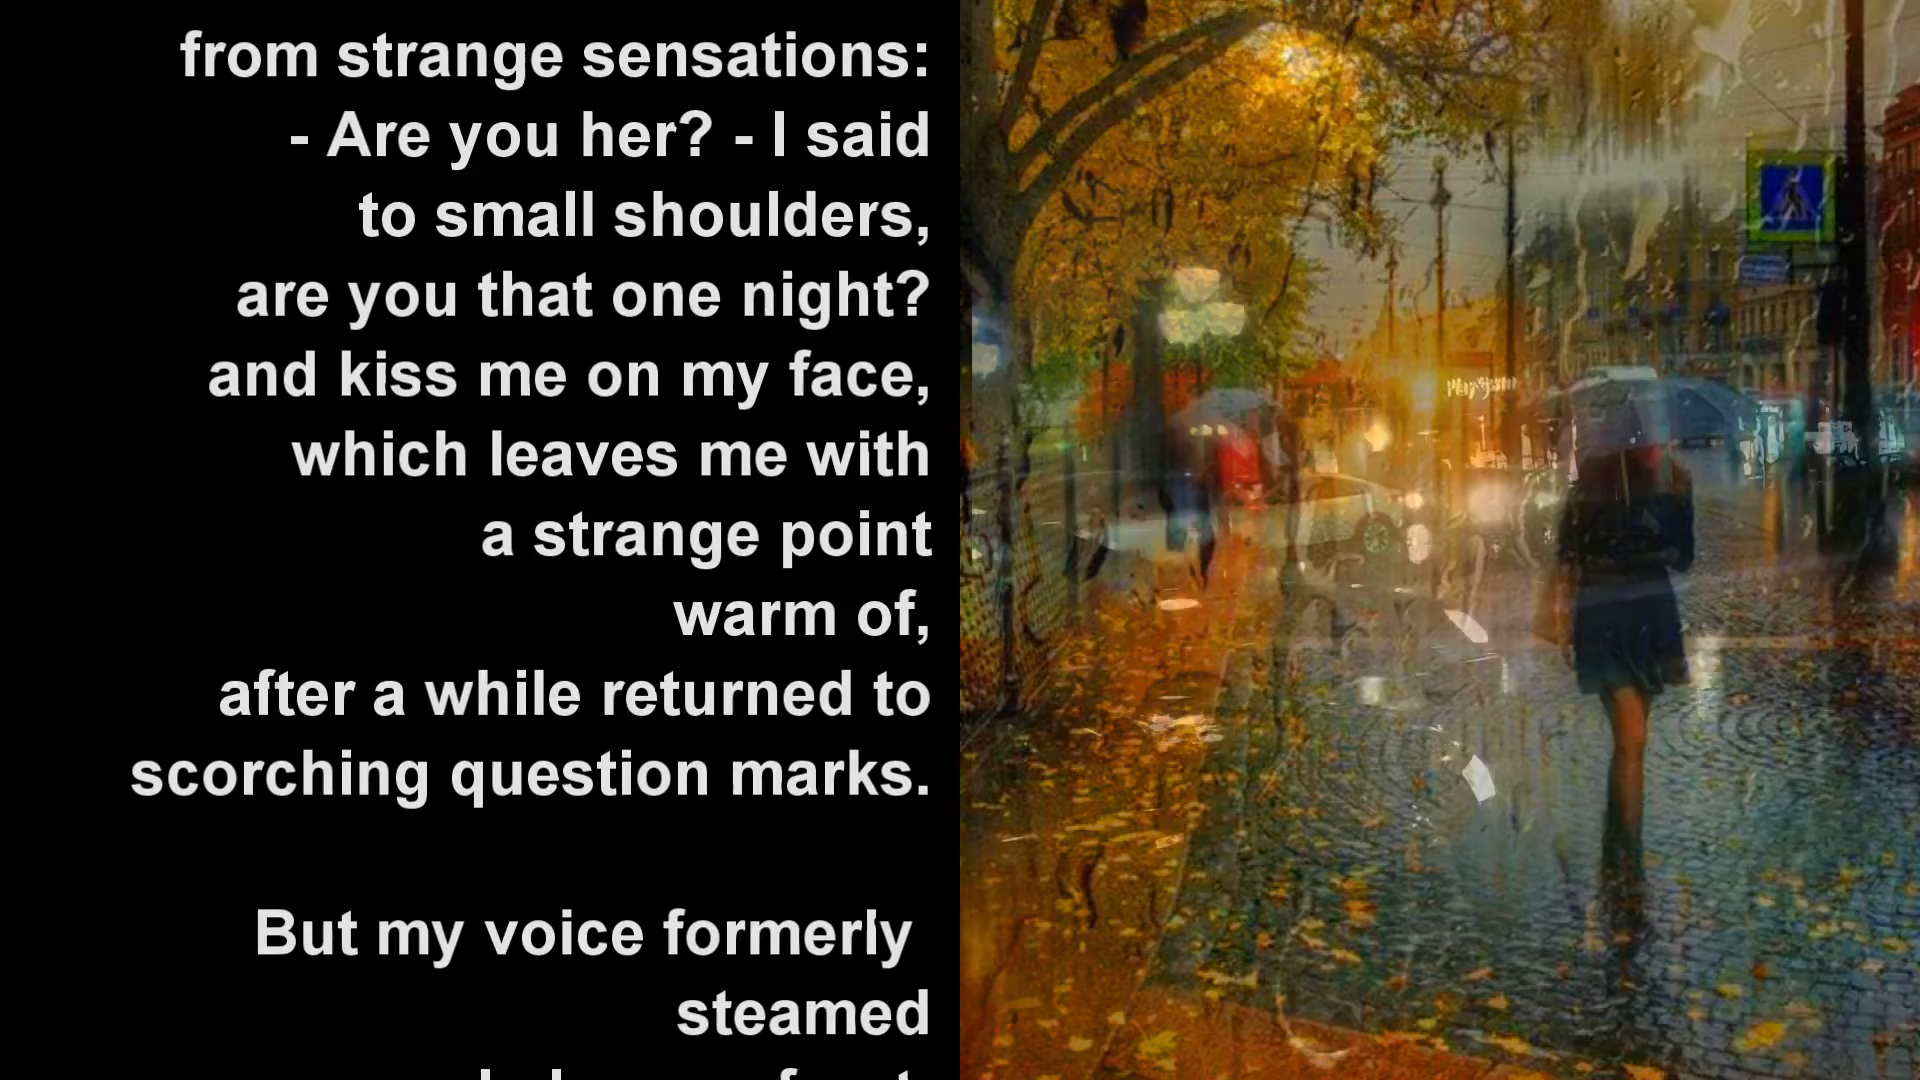 from strange sensations:
- Are you her? - I said
to small shoulders,
are you that one night?
and kiss me on my face,
which leaves me with
a strange point
warm of,
after a while returned to
scorching question marks.
But my voice formerly
steamed